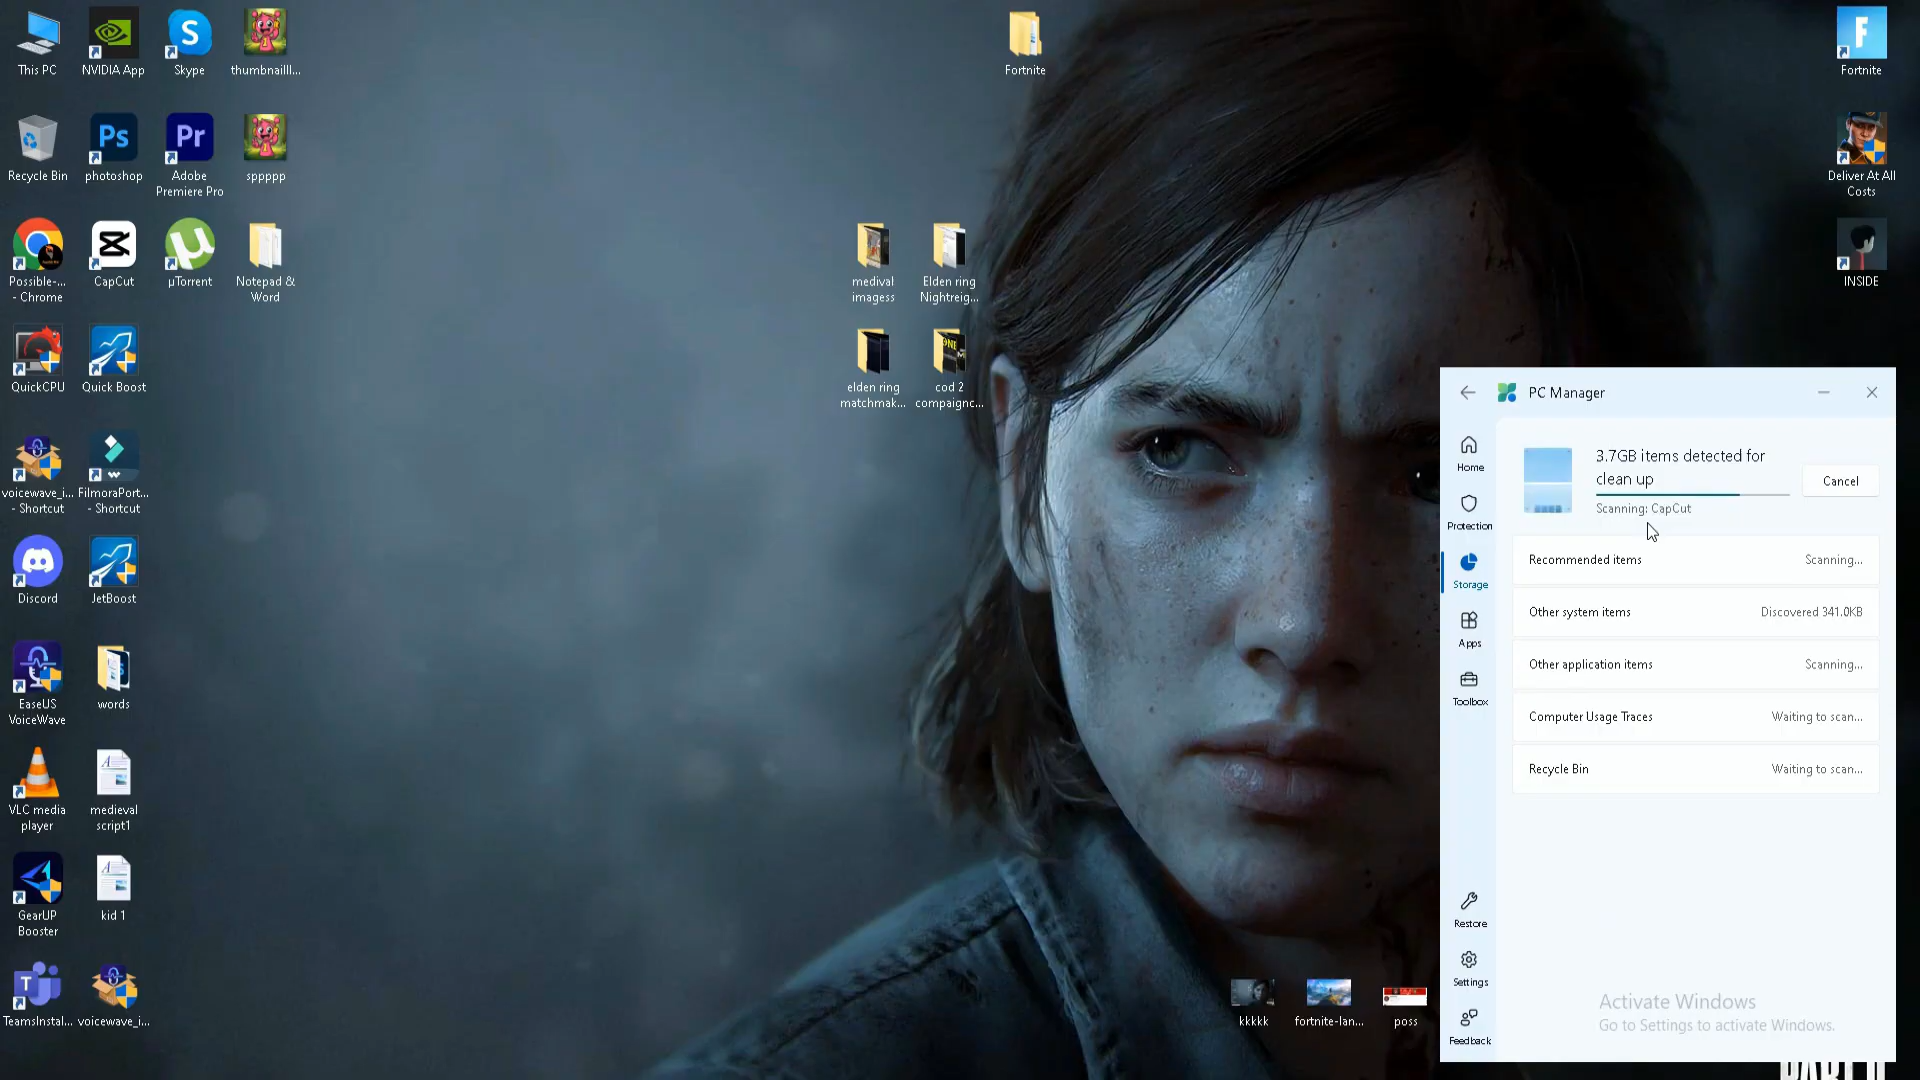 This PC
NVIDIA App
Skype
thumbnailll...
Recycle Bin
photoshop
Adobe
Premiere Pro
sppppp
Possible-...
- Chrome
CapCut
µTorrent
Notepad &
Word
QuickCPU
Quick Boost
voicewave_i...
- Shortcut
FilmoraPort...
- Shortcut
Discord
JetBoost
EaseUS
VoiceWave
words
VLC media
player
medieval
script1
GearUP
Booster
kid 1
TeamsInstal...
voicewave_i...
Fortnite
medival
imagess
Elden ring
Nightreig...
elden ring
matchmak...
cod 2
compaignc...
Fortnite
Deliver At All
Costs
INSIDE
kkkkk
fortnite-lan...
poss
PC Manager
Home
Protection
Storage
Apps
Toolbox
Restore
Settings
Feedback
3.7GB items detected for
clean up
Cancel
Scanning: CapCut
Recommended items
Scanning...
Other system items
Discovered 341.0KB
Other application items
Scanning...
Computer Usage Traces
Waiting to scan...
Recycle Bin
Waiting to scan...
Activate Windows
Go to Settings to activate Windows.